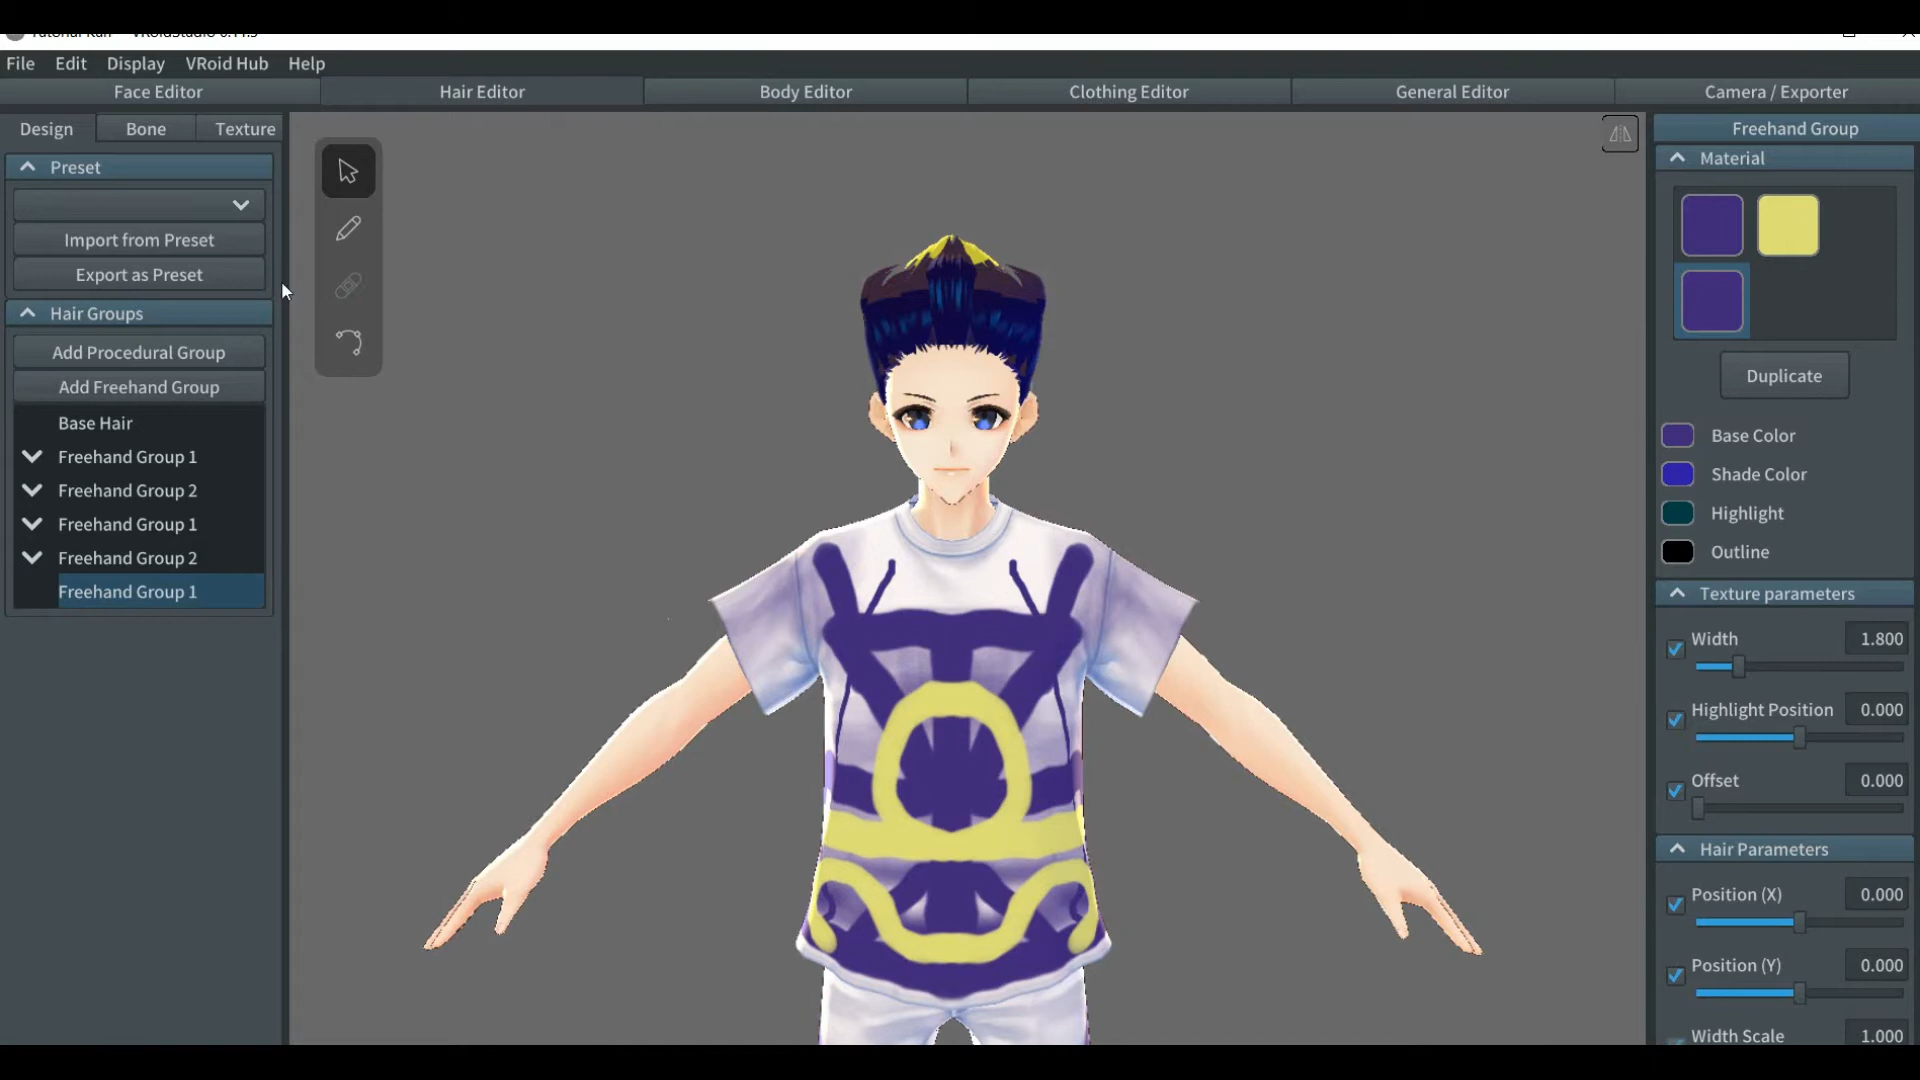 File Edit Display VRoid Hub Help
Face Editor Hair Editor Body Editor Clothing Editor General Editor Camera / Exporter
Design Bone Texture
Preset
Import from Preset
Export as Preset
Hair Groups
Add Procedural Group
Add Freehand Group
Base Hair
Freehand Group 1
Freehand Group 2
Freehand Group 1
Freehand Group 2
Freehand Group 1
Freehand Group
Material
Duplicate
Base Color
Shade Color
Highlight
Outline
Texture parameters
Width 1.800
Highlight Position 0.000
Offset 0.000
Hair Parameters
Position (X) 0.000
Position (Y) 0.000
Width Scale 1.000